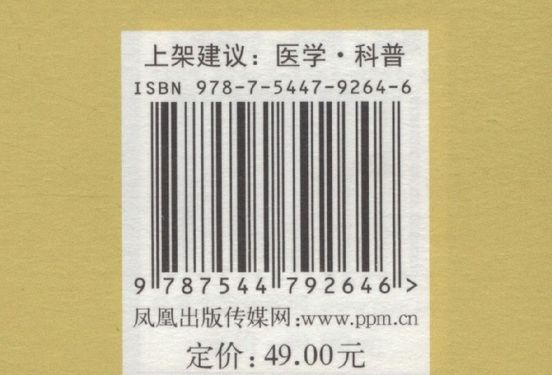 上架建议：医学·科普
ISBN 978-7-5447-9264-6
9 787544 792646 >
凤凰出版传媒网:www.ppm.cn
定价：49.00元